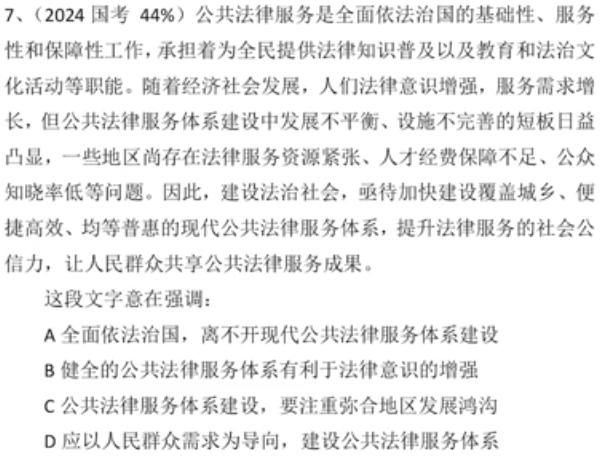 7、（2024 国考 44%）公共法律服务是全面依法治国的基础性、服务
性和保障性工作，承担着为全民提供法律知识普及以及教育和法治文
化活动等职能。随着经济社会发展，人们法律意识增强，服务需求增
长，但公共法律服务体系建设中发展不平衡、设施不完善的短板日益
凸显，一些地区尚存在法律服务资源紧张、人才经费保障不足、公众
知晓率低等问题。因此，建设法治社会，亟待加快建设覆盖城乡、便
捷高效、均等普惠的现代公共法律服务体系，提升法律服务的社会公
信力，让人民群众共享公共法律服务成果。
这段文字意在强调：
A 全面依法治国，离不开现代公共法律服务体系建设
B 健全的公共法律服务体系有利于法律意识的增强
C 公共法律服务体系建设，要注重弥合地区发展鸿沟
D 应以人民群众需求为导向，建设公共法律服务体系